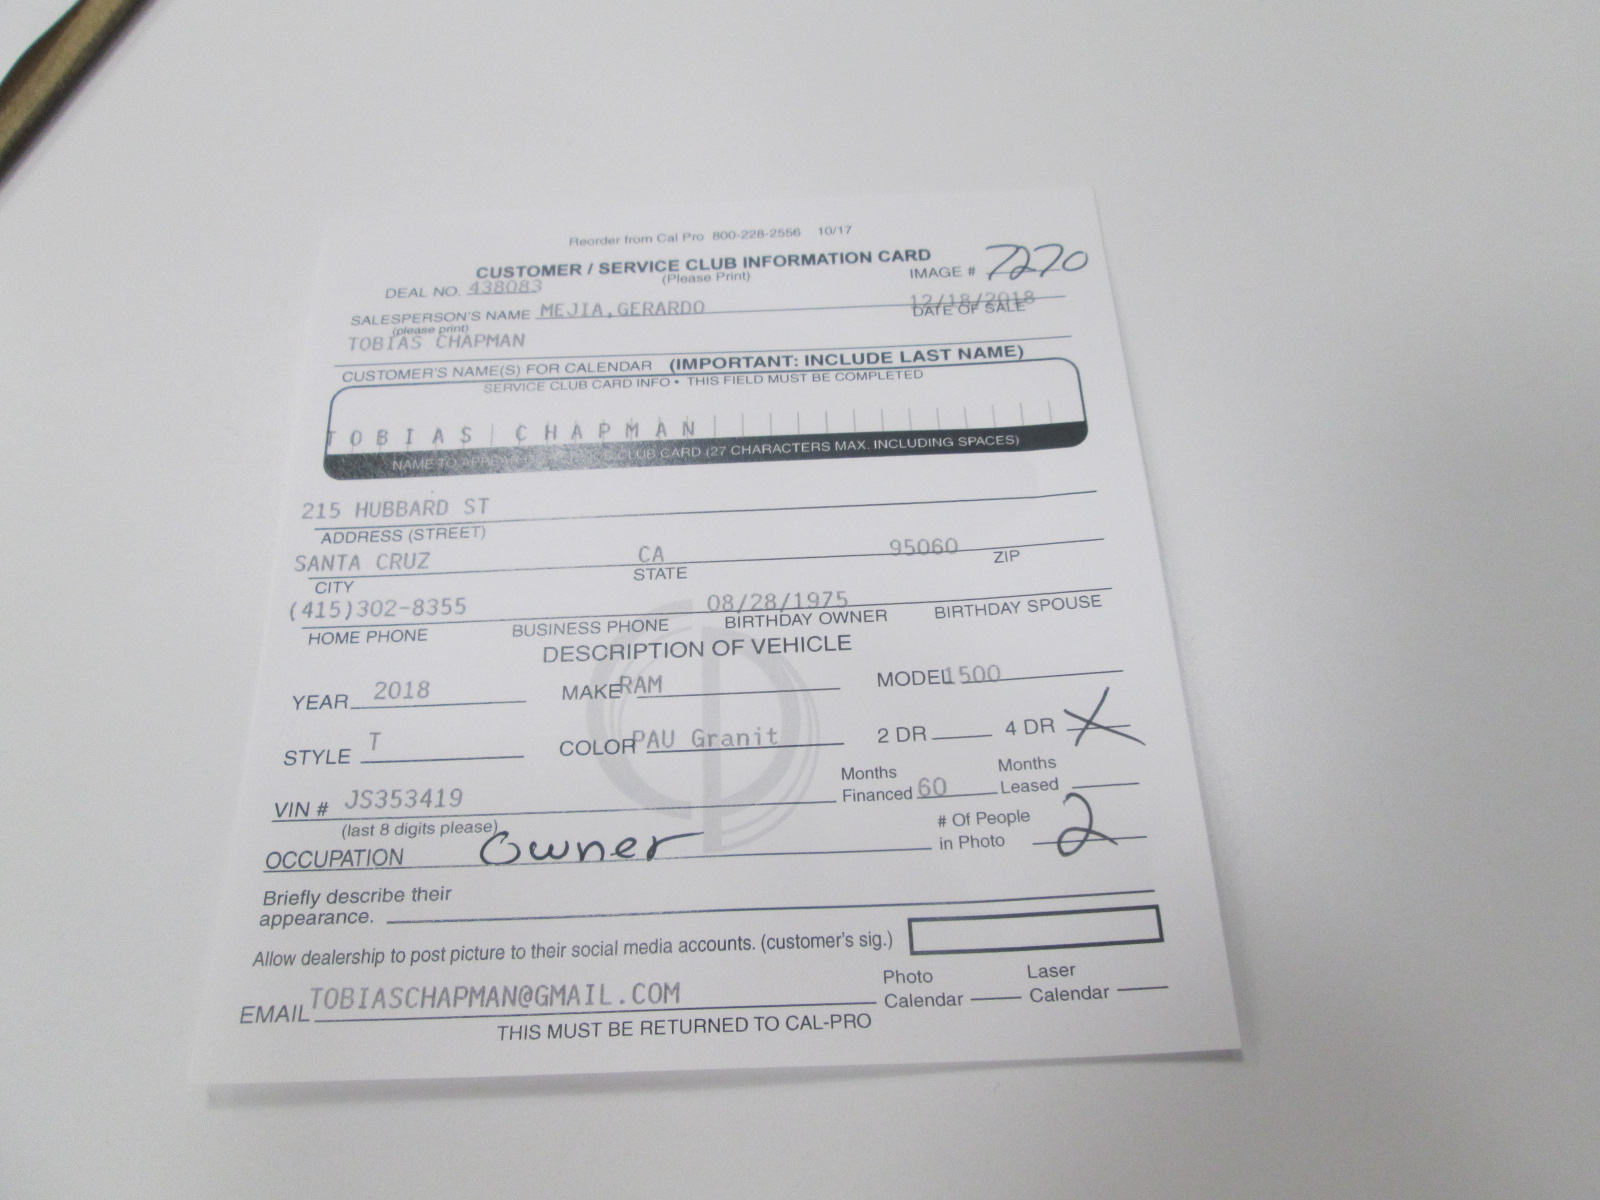 Reorder from Cal Pro 800-228-2556 10/17
CUSTOMER / SERVICE CLUB INFORMATION CARD
(Please Print)
IMAGE # 7270
DEAL NO. 438083
SALESPERSON'S NAME MEJIA,GERARDO
(please print)
12/18/2018
DATE OF SALE
TOBIAS CHAPMAN
CUSTOMER'S NAME(S) FOR CALENDAR (IMPORTANT: INCLUDE LAST NAME)
SERVICE CLUB CARD INFO • THIS FIELD MUST BE COMPLETED
TOBIAS CHAPMAN
NAME TO APPEAR CLUB CARD (27 CHARACTERS MAX. INCLUDING SPACES)
215 HUBBARD ST
ADDRESS (STREET)
SANTA CRUZ CA 95060
CITY STATE ZIP
(415)302-8355 08/28/1975
HOME PHONE BUSINESS PHONE BIRTHDAY OWNER BIRTHDAY SPOUSE
DESCRIPTION OF VEHICLE
YEAR 2018 MAKE RAM MODEL 1500
STYLE T COLOR PAU Granit 2 DR 4 DR X
VIN # JS353419 Months Financed 60 Months Leased
(last 8 digits please)
OCCUPATION Owner # Of People in Photo 2
Briefly describe their
appearance.
Allow dealership to post picture to their social media accounts. (customer's sig.)
EMAIL TOBIASCHAPMAN@GMAIL.COM Photo Calendar Laser Calendar
THIS MUST BE RETURNED TO CAL-PRO